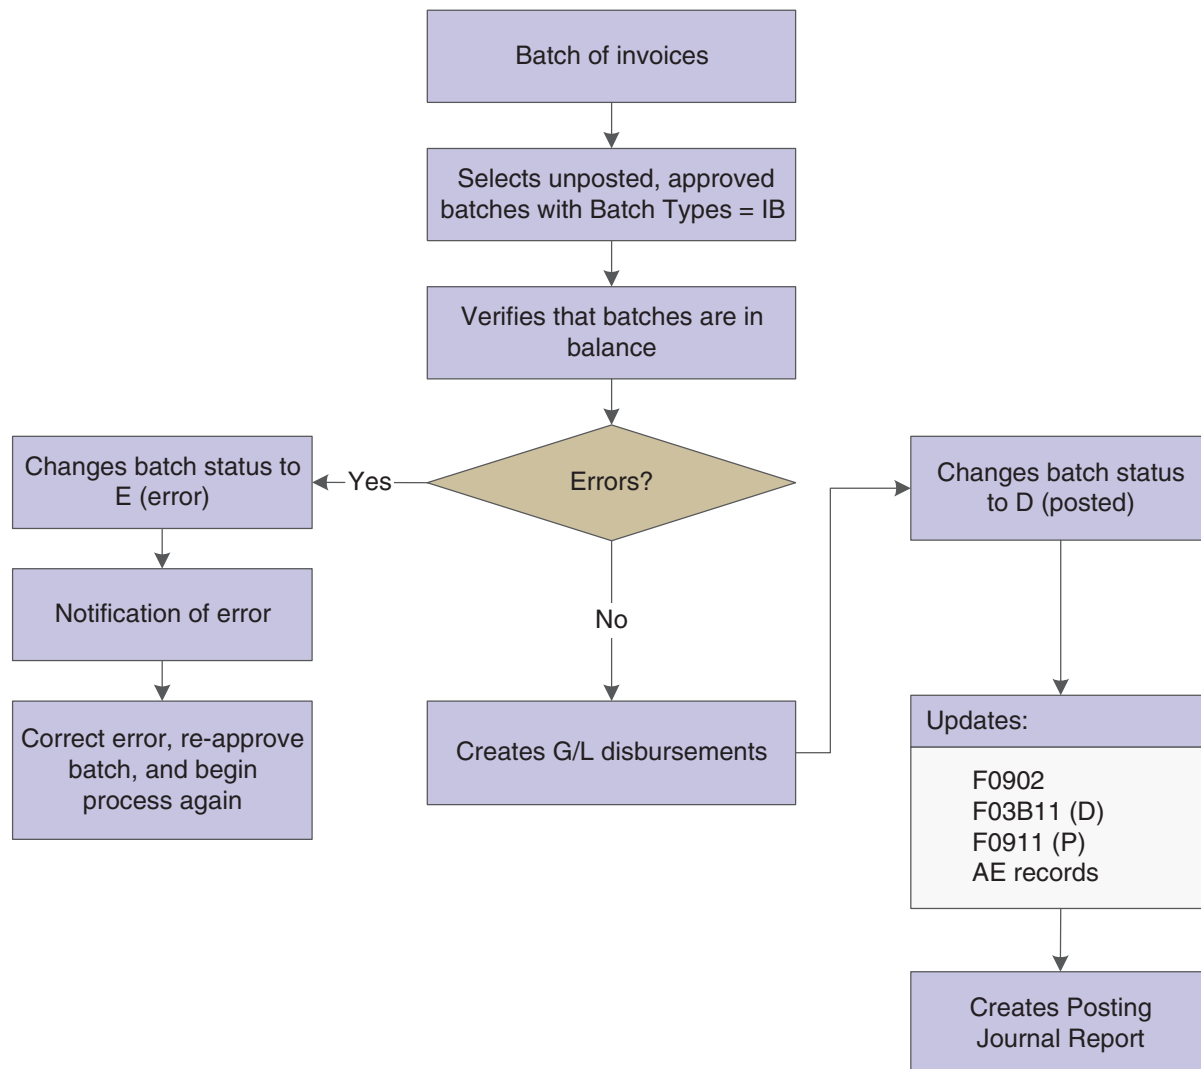 Batch of invoices
Selects unposted, approved
batches with Batch Types = IB
Verifies that batches are in
balance
Errors?
Yes
Changes batch status to
E (error)
Notification of error
Correct error, re-approve
batch, and begin
process again
No
Creates G/L disbursements
Changes batch status
to D (posted)
Updates:
F0902
F03B11 (D)
F0911 (P)
AE records
Creates Posting
Journal Report